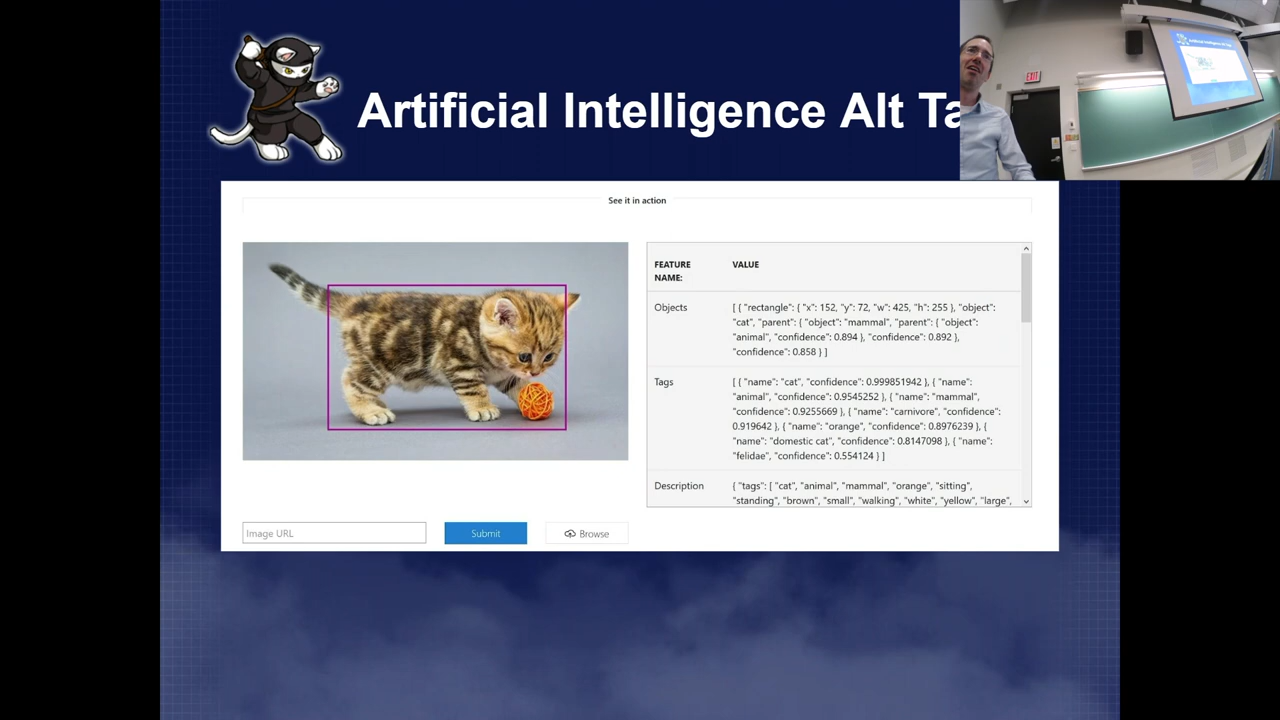 Artificial Intelligence Alt Ta
EXIT
See it in action
FEATURE
NAME:
VALUE
Objects
[ { "rectangle": { "x": 152, "y": 72, "w": 425, "h": 255 }, "object":
"cat", "parent": { "object": "mammal", "parent": { "object":
"animal", "confidence": 0.894 }, "confidence": 0.892 },
"confidence": 0.858 } ]
Tags
[ { "name": "cat", "confidence": 0.999851942 }, { "name":
"animal", "confidence": 0.9545252 }, { "name": "mammal",
"confidence": 0.9255669 }, { "name": "carnivore", "confidence":
0.919642 }, { "name": "orange", "confidence": 0.8976239 }, {
"name": "domestic cat", "confidence": 0.8147098 }, { "name":
"felidae", "confidence": 0.554124 } ]
Description
{ "tags": [ "cat", "animal", "mammal", "orange", "sitting",
"standing", "brown", "small", "walking", "white", "yellow", "large",
Image URL
Submit
Browse